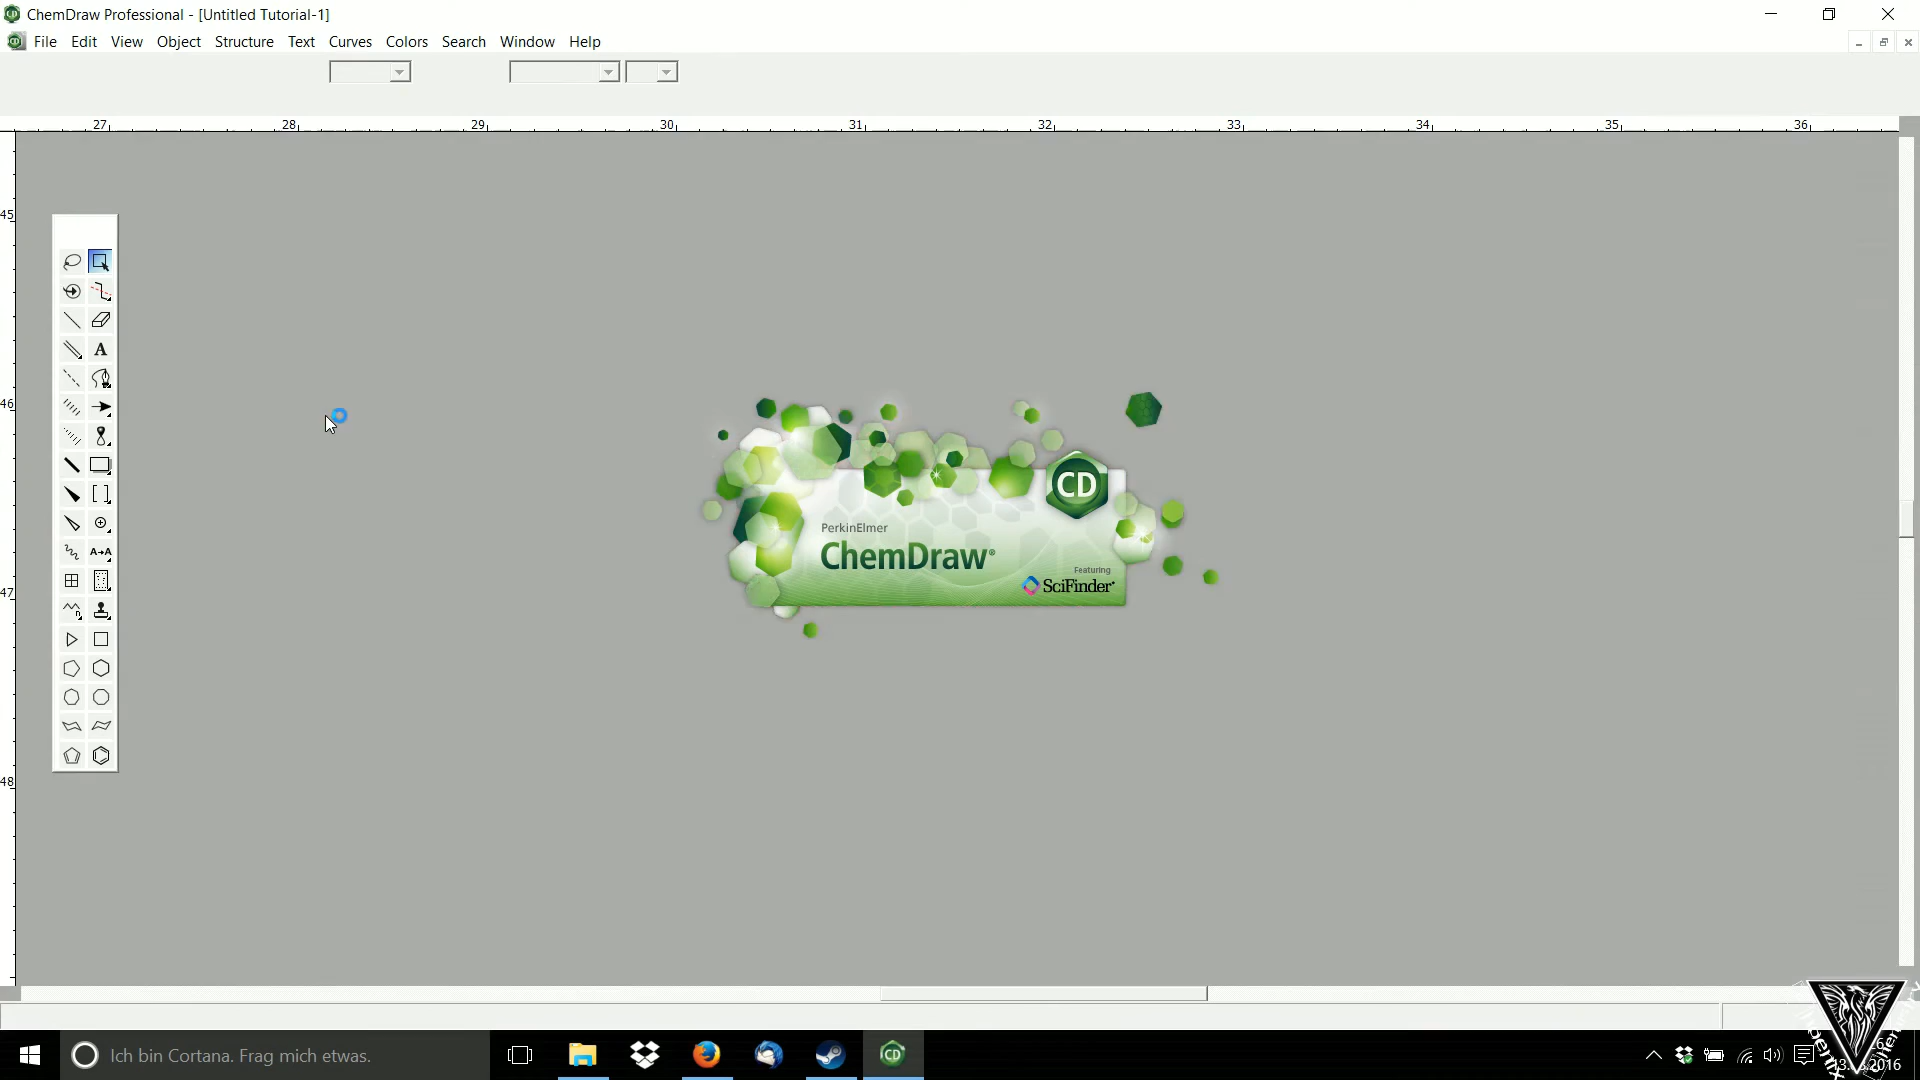 ChemDraw Professional - [Untitled Tutorial-1]
File Edit View Object Structure Text Curves Colors Search Window Help
27 28 29 30 31 32 33 34 35 36
45
46
47
48
A
A→A
CD
PerkinElmer
ChemDraw®
Featuring
SciFinder®
Ich bin Cortana. Frag mich etwas.
CD